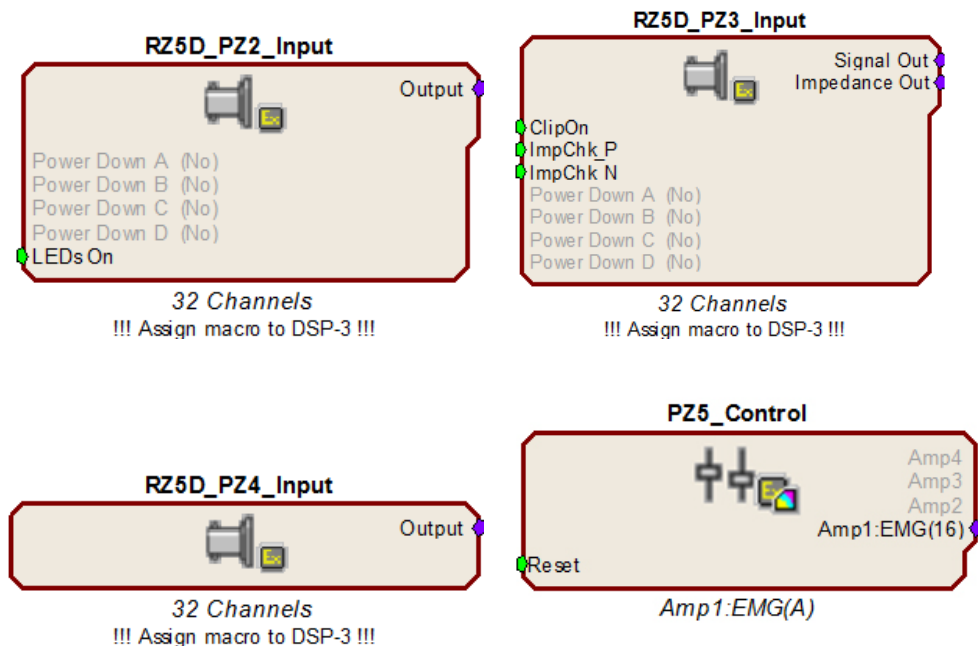 RZ5D_PZ2_Input
Output
Power Down A (No)
Power Down B (No)
Power Down C (No)
Power Down D (No)
LEDs On
32 Channels
!!! Assign macro to DSP-3 !!!
RZ5D_PZ3_Input
Signal Out
Impedance Out
ClipOn
ImpChk_P
ImpChk N
Power Down A (No)
Power Down B (No)
Power Down C (No)
Power Down D (No)
32 Channels
!!! Assign macro to DSP-3 !!!
RZ5D_PZ4_Input
Output
32 Channels
!!! Assign macro to DSP-3 !!!
PZ5_Control
Amp4
Amp3
Amp2
Amp1:EMG(16)
Reset
Amp1:EMG(A)